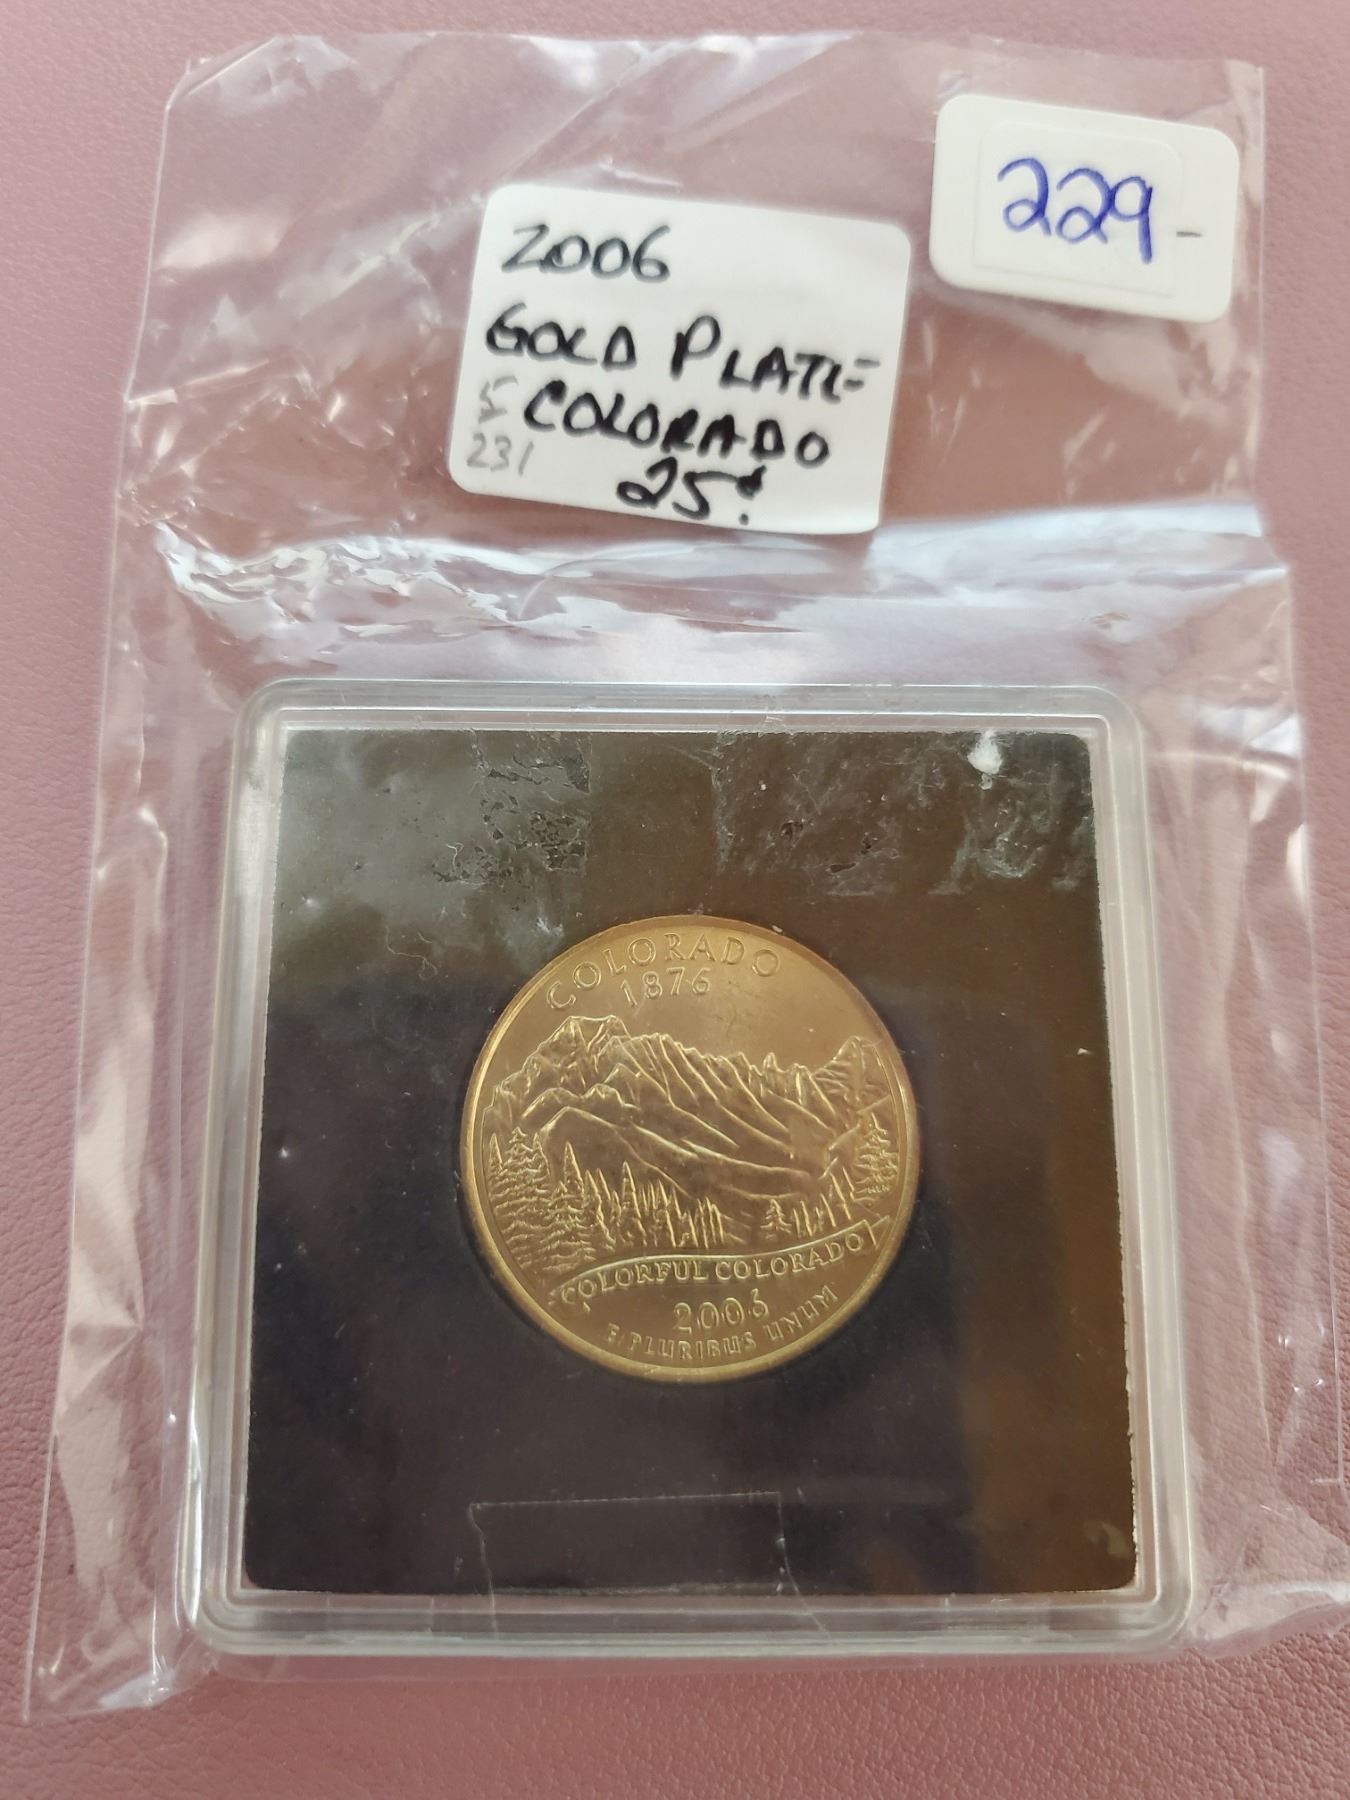 229-
2006
GOLD PLATE
COLORADO
231
25¢
COLORADO
1876
COLORFUL COLORADO
2006
E PLURIBUS UNUM